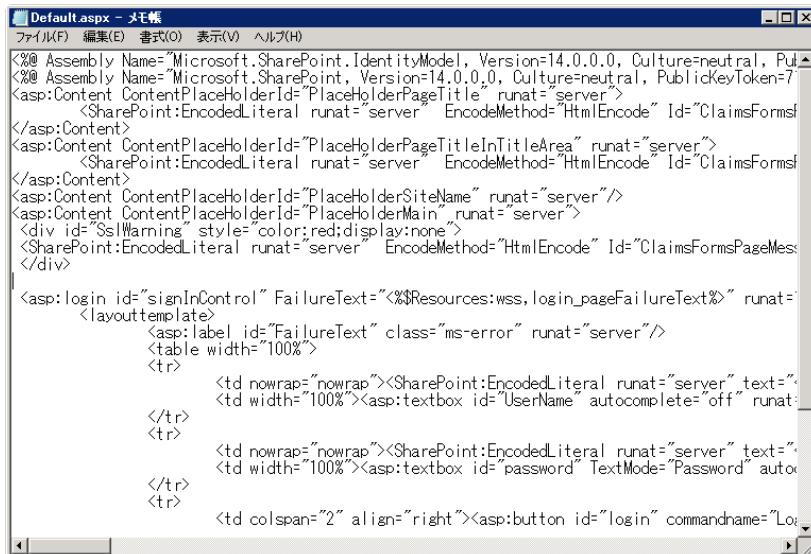 Default.aspx - メモ帳
ファイル(F) 編集(E) 書式(O) 表示(V) ヘルプ(H)
<%@ Assembly Name="Microsoft.SharePoint.IdentityModel, Version=14.0.0.0, Culture=neutral,
<%@ Assembly Name="Microsoft.SharePoint, Version=14.0.0.0, Culture=neutral, PublicKeyToken=7
<asp:Content ContentPlaceHolderId="PlaceHolderPageTitle" runat="server">
<SharePoint:EncodedLiteral runat="server" EncodeMethod="HtmlEncode" Id="ClaimsForms
</asp:Content>
<asp:Content ContentPlaceHolderId="PlaceHolderPageTitleInTitleArea" runat="server">
<SharePoint:EncodedLiteral runat="server" EncodeMethod="HtmlEncode" Id="ClaimsForms
</asp:Content>
<asp:Content ContentPlaceHolderId="PlaceHolderSiteName" runat="server"/>
<asp:Content ContentPlaceHolderId="PlaceHolderMain" runat="server">
<div id="SslWarning" style="color:red;display:none">
<SharePoint:EncodedLiteral runat="server" EncodeMethod="HtmlEncode" Id="ClaimsFormsPageMess
</div>
<asp:login id="signInControl" FailureText="<%$Resources:wss,login_pageFailureText%>" runat=
<layouttemplate>
<asp:label id="FailureText" class="ms-error" runat="server"/>
<table width="100%">
<tr>
<td nowrap="nowrap"><SharePoint:EncodedLiteral runat="server" text="
<td width="100%"><asp:textbox id="UserName" autocomplete="off" runat
</tr>
<tr>
<td nowrap="nowrap"><SharePoint:EncodedLiteral runat="server" text="
<td width="100%"><asp:textbox id="password" TextMode="Password" auto
</tr>
<tr>
<td colspan="2" align="right"><asp:button id="login" commandname="Lo